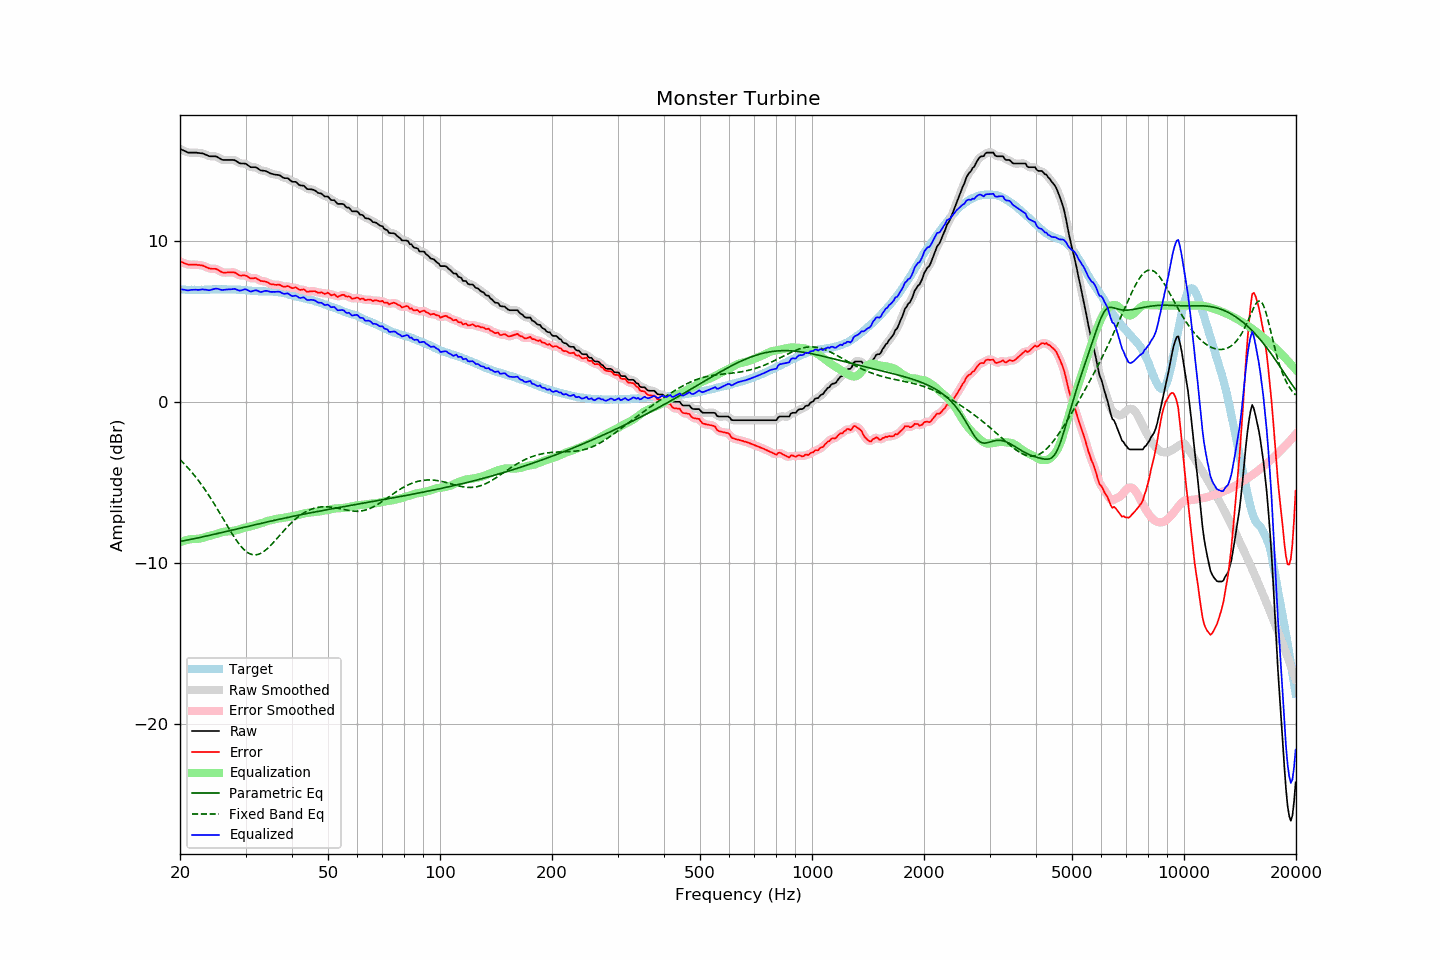 Monster Turbine
Amplitude (dBr)
10
0
−10
−20
Target
Raw Smoothed
Error Smoothed
Raw
Error
Equalization
Parametric Eq
Fixed Band Eq
Equalized
20 50 100 200 500 1000 2000 5000 10000 20000
Frequency (Hz)